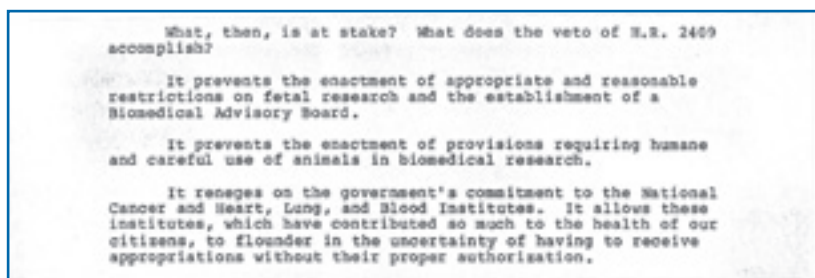 What, then, is at stake? What does the veto of H.R. 2409
accomplish?
It prevents the enactment of appropriate and reasonable
restrictions on fetal research and the establishment of a
Biomedical Advisory Board.
It prevents the enactment of provisions requiring humane
and careful use of animals in biomedical research.
It reneges on the government's commitment to the National
Cancer and Heart, Lung, and Blood Institutes. It allows these
institutes, which have contributed so much to the health of our
citizens, to flounder in the uncertainty of having to receive
appropriations without their proper authorization.